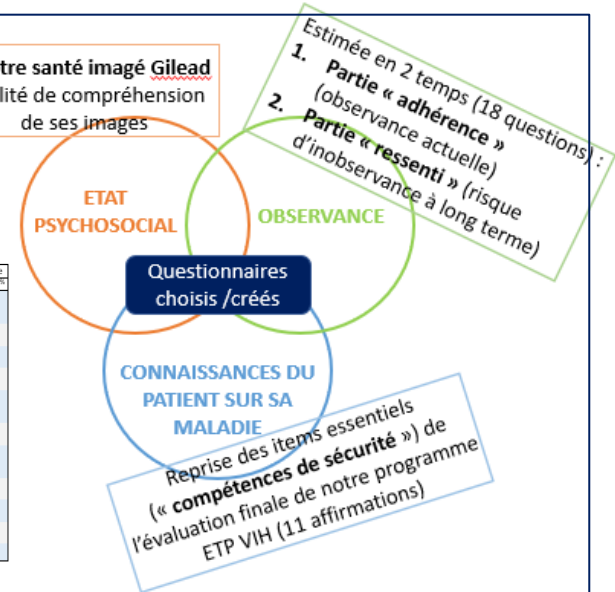 tre santé imagé Gilead
lité de compréhension
de ses images
Estimée en 2 temps (18 questions) :
1. Partie « adhérence »
(observance actuelle)
2. Partie « ressenti » (risque
d'inobservance à long terme)
ETAT
PSYCHOSOCIAL
OBSERVANCE
Questionnaires
choisis /créés
CONNAISSANCES DU
PATIENT SUR SA
MALADIE
Reprise des items essentiels
(« compétences de sécurité ») de
l'évaluation finale de notre programme
ETP VIH (11 affirmations)